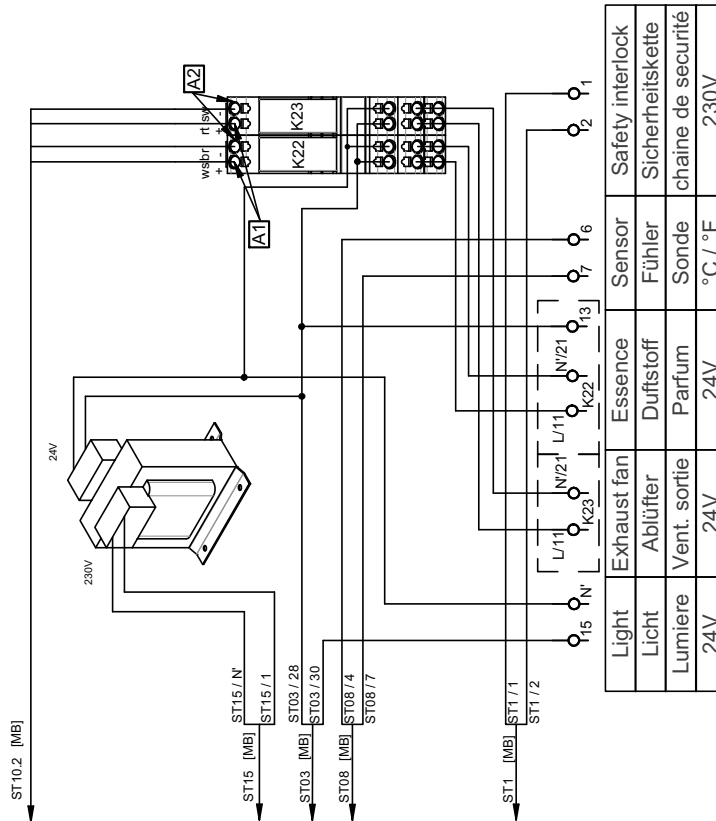 ST10.2 [MB]
A2
rt sw
+ -
wsbr
+ -
K23
K22
A1
24V
230V
ST15 / N'
ST15 / 1
ST15 [MB]
ST03 / 28
ST03 / 30
ST03 [MB]
ST08 / 4
ST08 / 7
ST08 [MB]
ST1 / 1
ST1 / 2
ST1 [MB]
15
N'
L/11
K23
N'/21
L/11
K22
N'/21
13
7
6
2
1
Light
Licht
Lumiere
24V
Exhaust fan
Ablüfter
Vent. sortie
24V
Essence
Duftstoff
Parfum
24V
Sensor
Fühler
Sonde
°C / °F
Safety interlock
Sicherheitskette
chaine de securité
230V